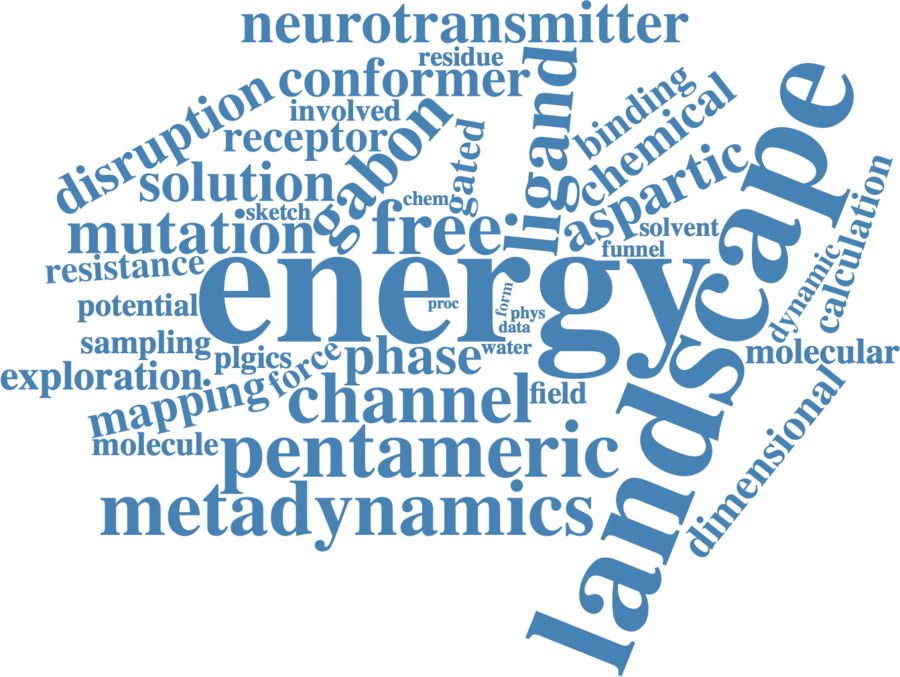 neurotransmitter
residue
conformer
ligand
binding
chemical
landscape
disruption
involved
receptor
gabon
gated
aspartic
calculation
solution
chem
sketch
mutation
free
solvent
funnel
resistance
energy
dynamic
potential
proc
form
phys
data
sampling
plgics
force
phase
water
molecular
exploration
mapping
channel
field
dimensional
molecule
pentameric
metadynamics